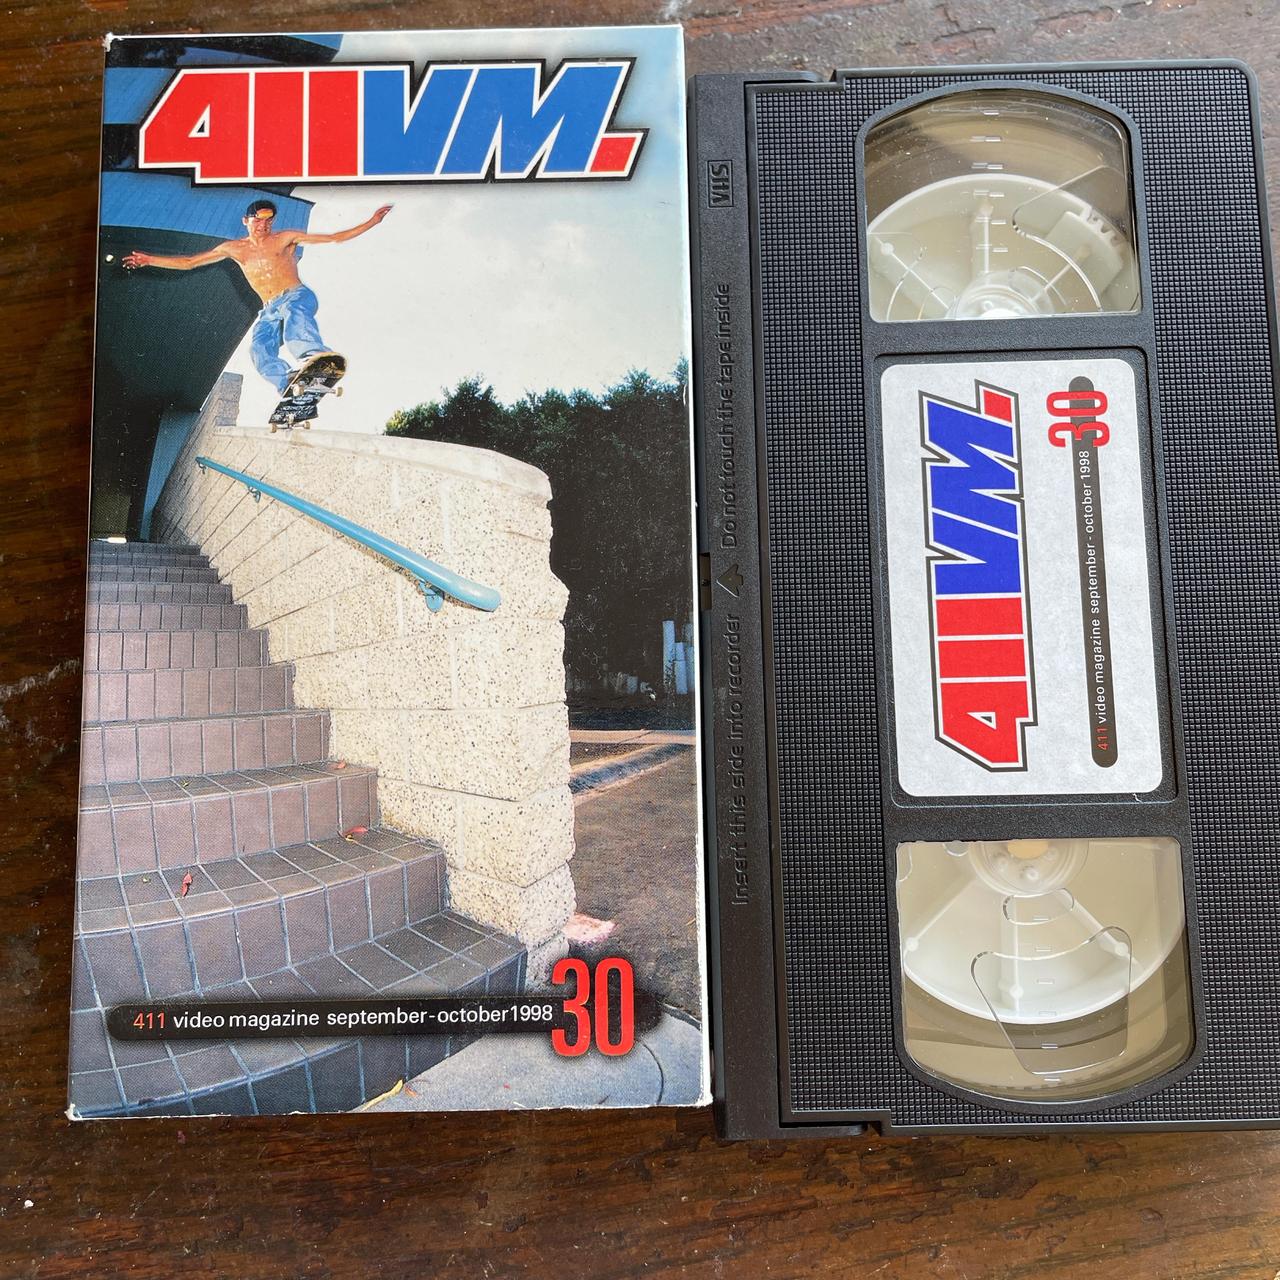 411VM.
411 video magazine september-october 1998 30
VHS
Do not touch the tape inside
Insert this side into recorder
411VM.
411 video magazine september-october 1998 30